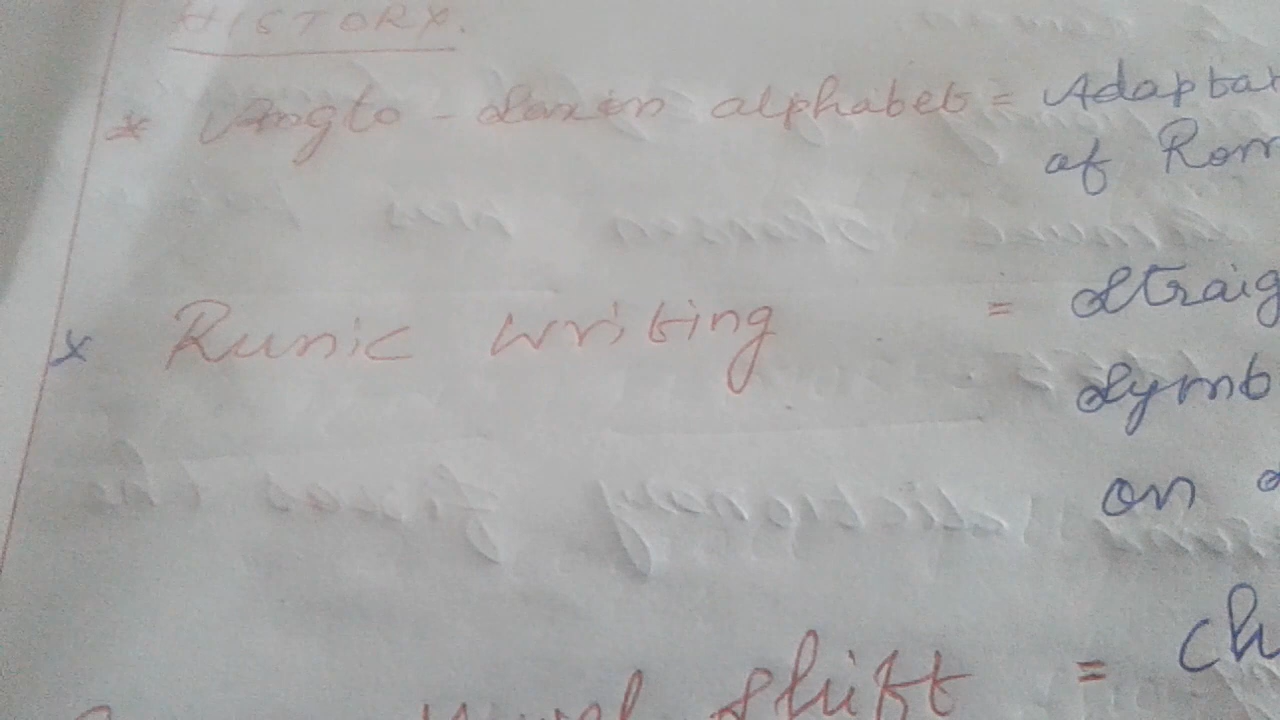 HISTORY.
* Anglo - Saxon alphabet = Adaptat
of Rom
x Runic writing = Straig
Symb
on
shift = Ch